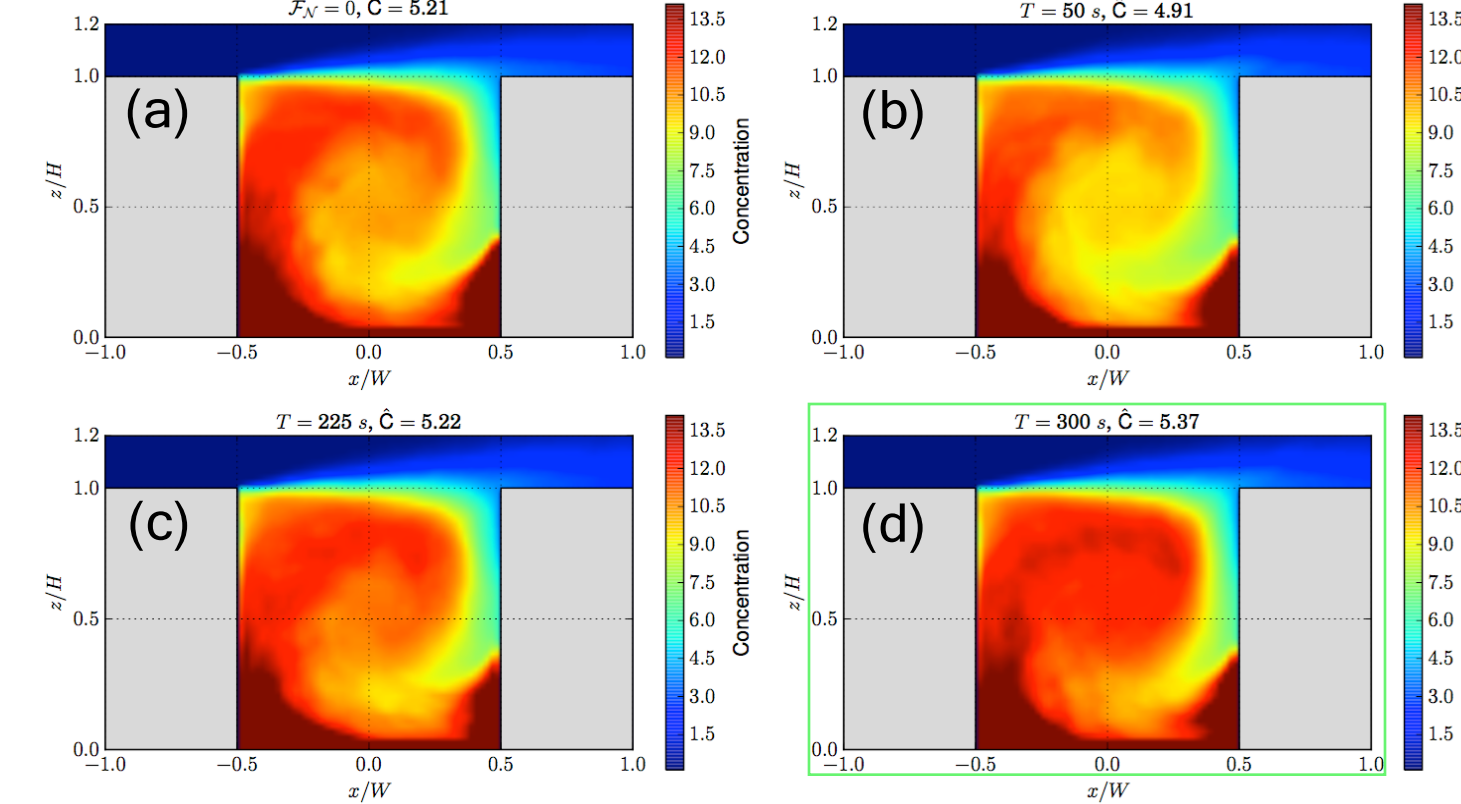 ℱ_𝒩 = 0, C = 5.21
1.2
1.0
0.5
0.0
z/H
(a)
−1.0 −0.5 0.0 0.5 1.0
x/W
13.5
12.0
10.5
9.0
7.5
6.0
4.5
3.0
1.5
Concentration
T = 50 s, Ĉ = 4.91
1.2
1.0
0.5
0.0
z/H
(b)
−1.0 −0.5 0.0 0.5 1.0
x/W
13.5
12.0
10.5
9.0
7.5
6.0
4.5
3.0
1.5
T = 225 s, Ĉ = 5.22
1.2
1.0
0.5
0.0
z/H
(c)
−1.0 −0.5 0.0 0.5 1.0
x/W
13.5
12.0
10.5
9.0
7.5
6.0
4.5
3.0
1.5
Concentration
T = 300 s, Ĉ = 5.37
1.2
1.0
0.5
0.0
z/H
(d)
−1.0 −0.5 0.0 0.5 1.0
x/W
13.5
12.0
10.5
9.0
7.5
6.0
4.5
3.0
1.5